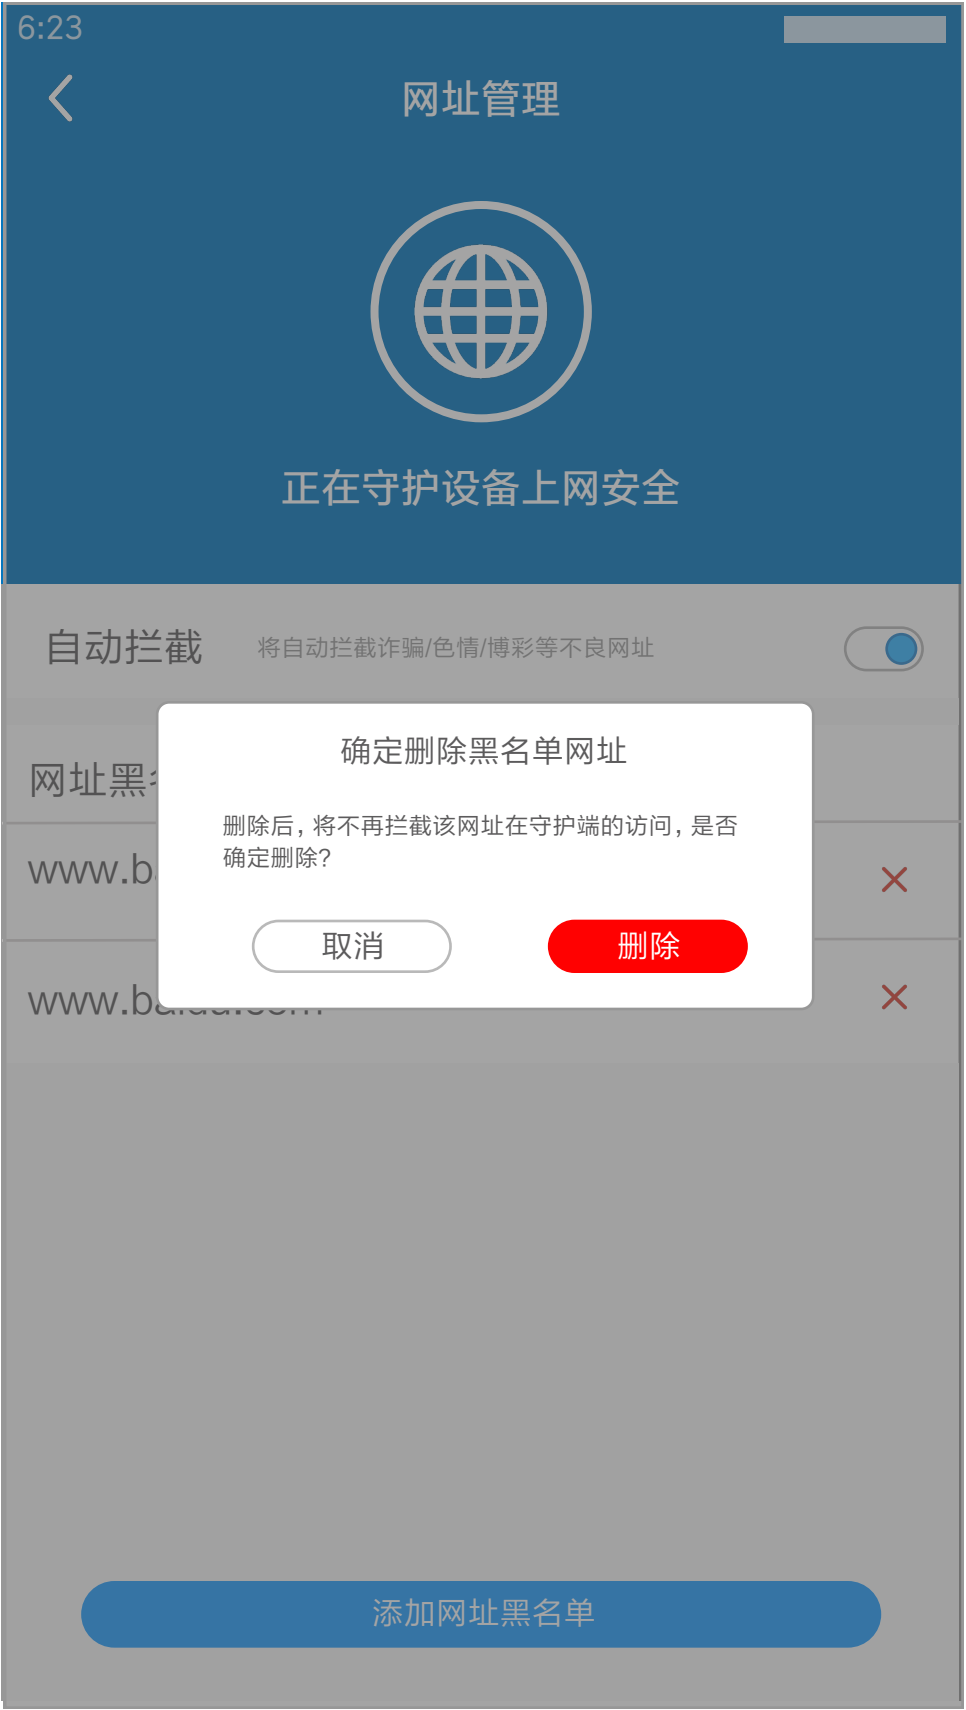 6:23
网址管理
正在守护设备上网安全
自动拦截
将自动拦截诈骗/色情/博彩等不良网址
网址黑
确定删除黑名单网址
删除后，将不再拦截该网址在守护端的访问，是否
确定删除？
取消
删除
www.b
www.baidu.com
添加网址黑名单